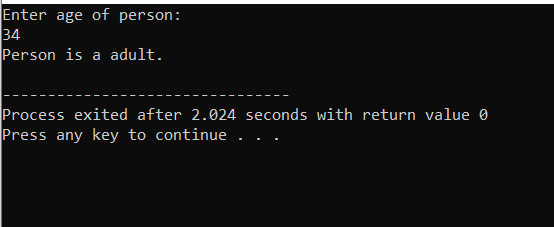 Enter age of person:
34
Person is a adult.
--------------------------------
Process exited after 2.024 seconds with return value 0
Press any key to continue . . .